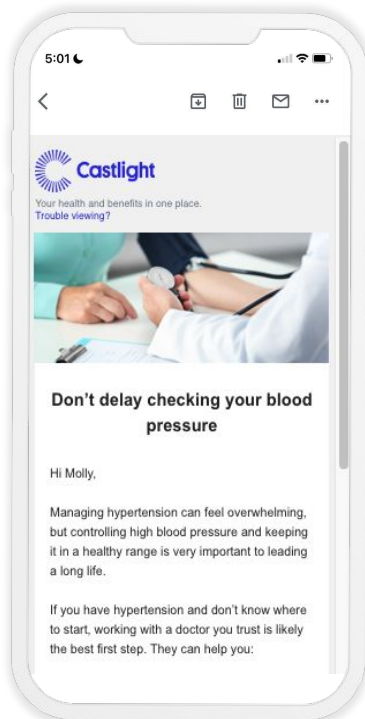 5:01
Castlight
Your health and benefits in one place.
Trouble viewing?
Don't delay checking your blood
pressure
Hi Molly,
Managing hypertension can feel overwhelming,
but controlling high blood pressure and keeping
it in a healthy range is very important to leading
a long life.
If you have hypertension and don't know where
to start, working with a doctor you trust is likely
the best first step. They can help you: